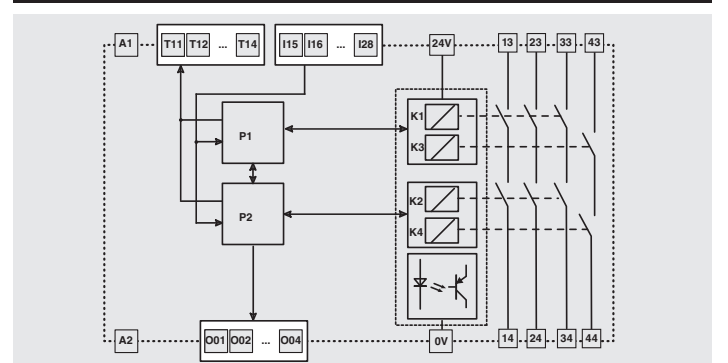 A1 T11 T12 ... T14 I15 I16 ... I28 24V 13 23 33 43
P1
K1
K3
P2
K2
K4
A2 O01 O02 ... O04 0V 14 24 34 44